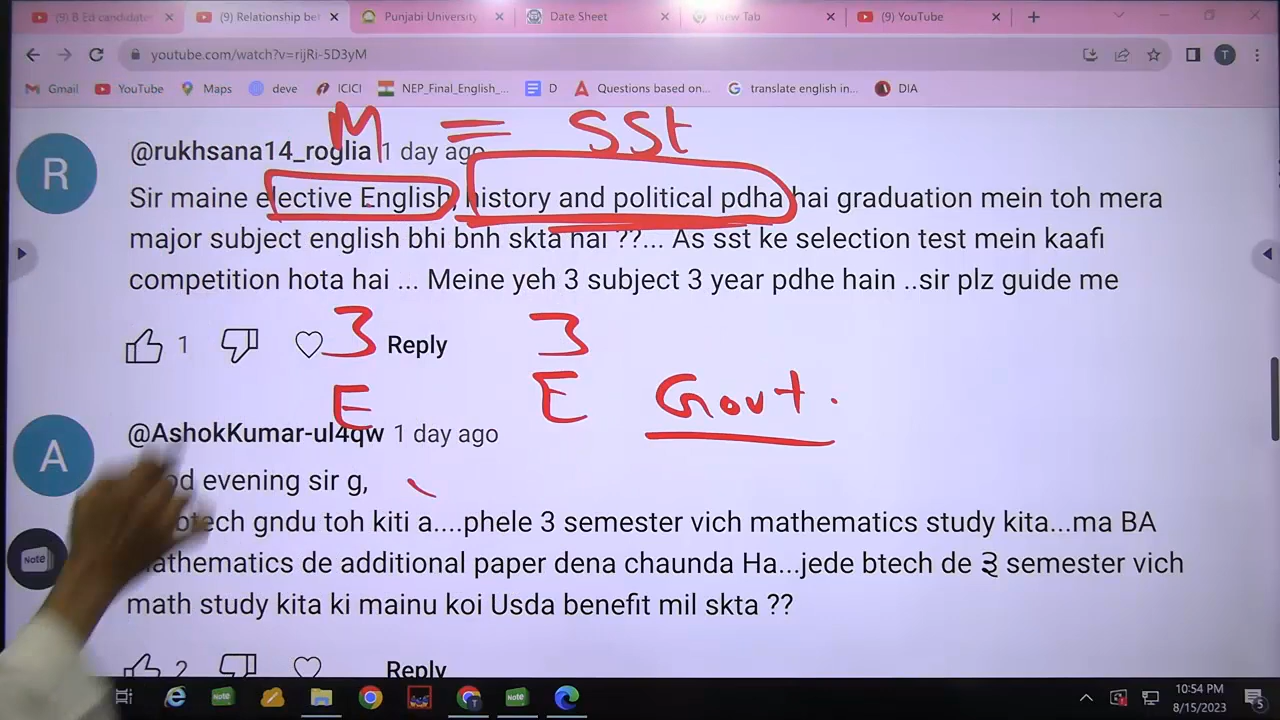 (9) B.Ed candidate (9) Relationship be Punjabi University Date Sheet New Tab (9) YouTube
youtube.com/watch?v=rijRi-5D3yM T
Gmail YouTube Maps deve ICICI NEP_Final_English_... D Questions based on... translate english in... DIA
M = SSt
R @rukhsana14_roglia 1 day ago
Sir maine elective English, history and political pdha hai graduation mein toh mera
major subject english bhi bnh skta hai ??... As sst ke selection test mein kaafi
competition hota hai ... Meine yeh 3 subject 3 year pdhe hain ..sir plz guide me
1 Reply
3 3
E E Govt.
A @AshokKumar-ul4qw 1 day ago
evening sir g,
btech gndu toh kiti a....phele 3 semester vich mathematics study kita...ma BA
Note mathematics de additional paper dena chaunda Ha...jede btech de 3 semester vich
math study kita ki mainu koi Usda benefit mil skta ??
2 Reply
Note Note 10:54 PM
8/15/2023 5